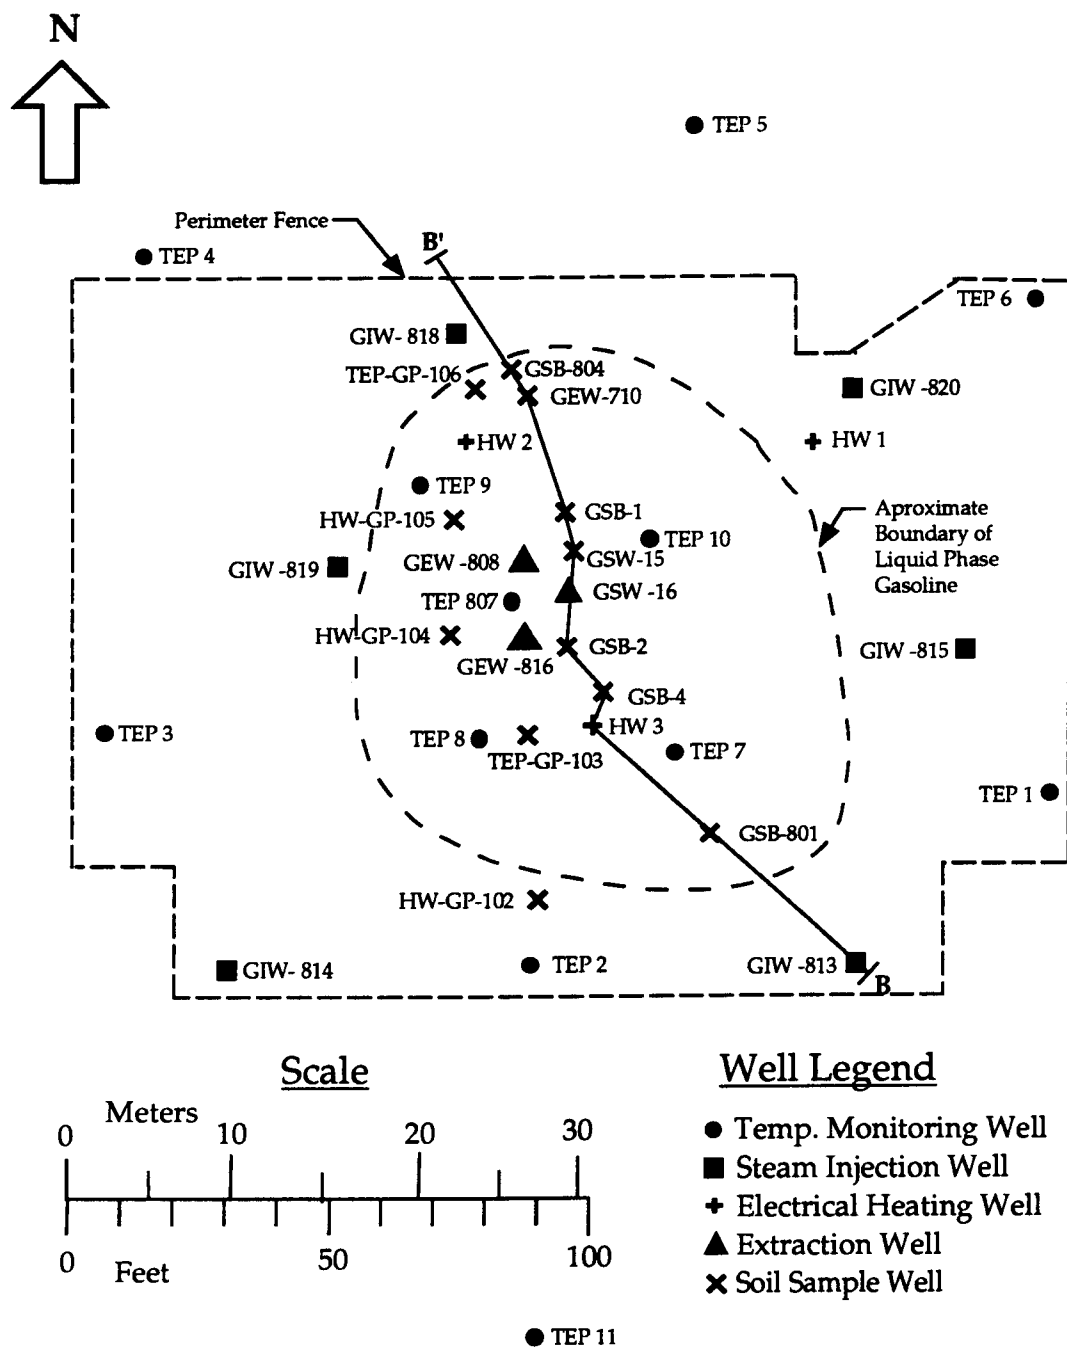 N
TEP 5
Perimeter Fence
B'
TEP 4
TEP 6
GIW- 818
GSB-804
TEP-GP-106
GEW-710
GIW -820
HW 2
HW 1
TEP 9
HW-GP-105
GSB-1
Aproximate
Boundary of
Liquid Phase
Gasoline
TEP 10
GEW -808
GSW-15
GIW -819
TEP 807
GSW -16
HW-GP-104
GEW -816
GSB-2
GIW -815
GSB-4
TEP 3
HW 3
TEP 8
TEP-GP-103
TEP 7
TEP 1
GSB-801
HW-GP-102
GIW- 814
TEP 2
GIW -813
B
Scale
Meters
0 10 20 30
0 50 100
Feet
Well Legend
Temp. Monitoring Well
Steam Injection Well
Electrical Heating Well
Extraction Well
Soil Sample Well
TEP 11